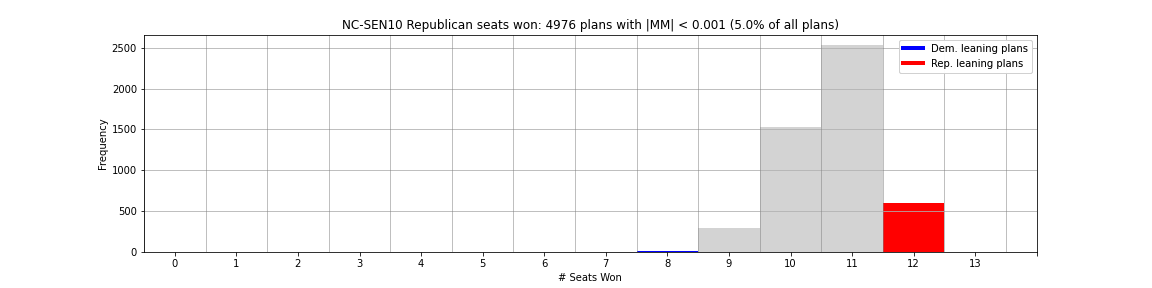 NC-SEN10 Republican seats won: 4976 plans with |MM| < 0.001 (5.0% of all plans)
Frequency
2500
2000
1500
1000
500
0
Dem. leaning plans
Rep. leaning plans
0 1 2 3 4 5 6 7 8 9 10 11 12 13
# Seats Won